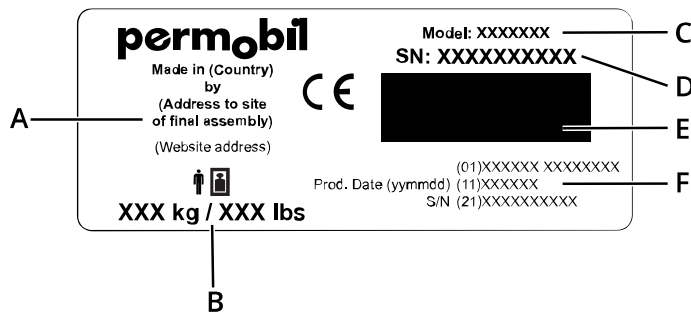 permobil
Made in (Country)
by
(Address to site
of final assembly)
(Website address)
XXX kg / XXX lbs
CE
Model: XXXXXXX
SN: XXXXXXXXXX
(01)XXXXXX XXXXXXXX
Prod. Date (yymmdd) (11)XXXXXX
S/N (21)XXXXXXXXXX
A
B
C
D
E
F